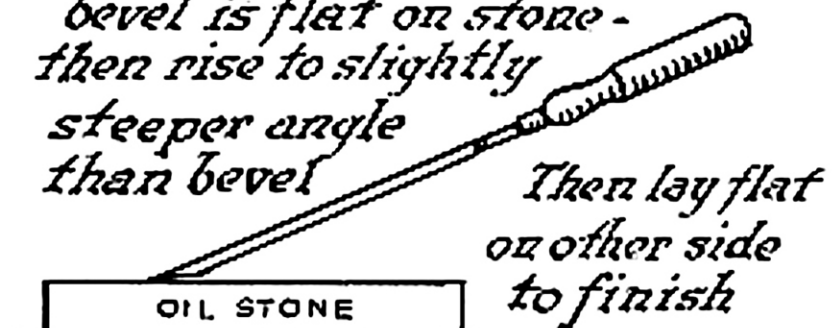 bevel is flat on stone -
then rise to slightly
steeper angle
than bevel
Then lay flat
on other side
to finish
OIL STONE